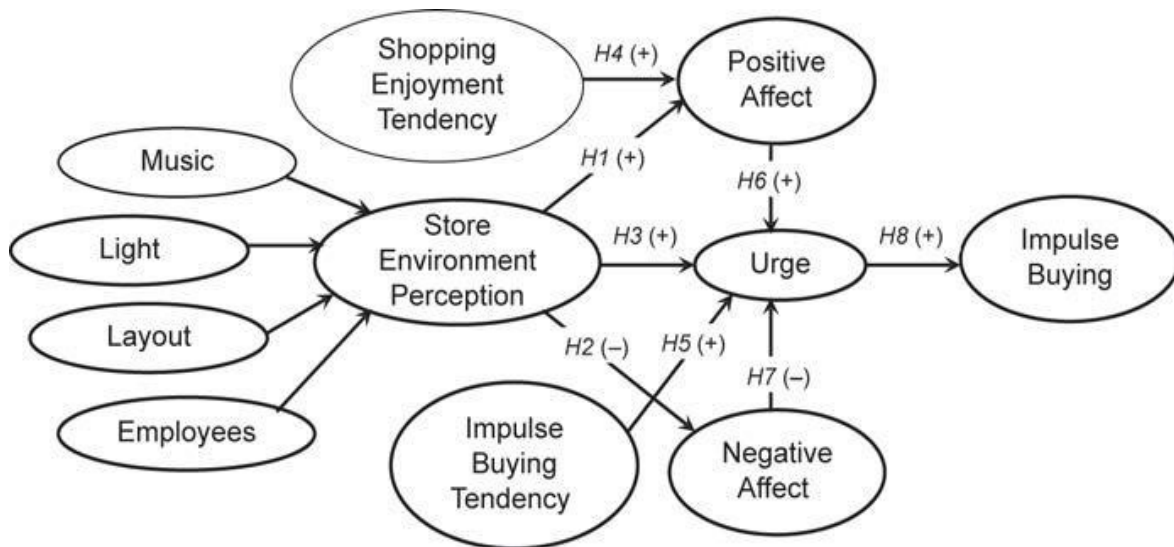 Shopping
Enjoyment
Tendency
H4 (+)
Positive
Affect
Music
H1 (+)
H6 (+)
Light
Store
Environment
Perception
H3 (+)
Urge
H8 (+)
Impulse
Buying
Layout
H2 (–)
H5 (+)
H7 (–)
Employees
Impulse
Buying
Tendency
Negative
Affect